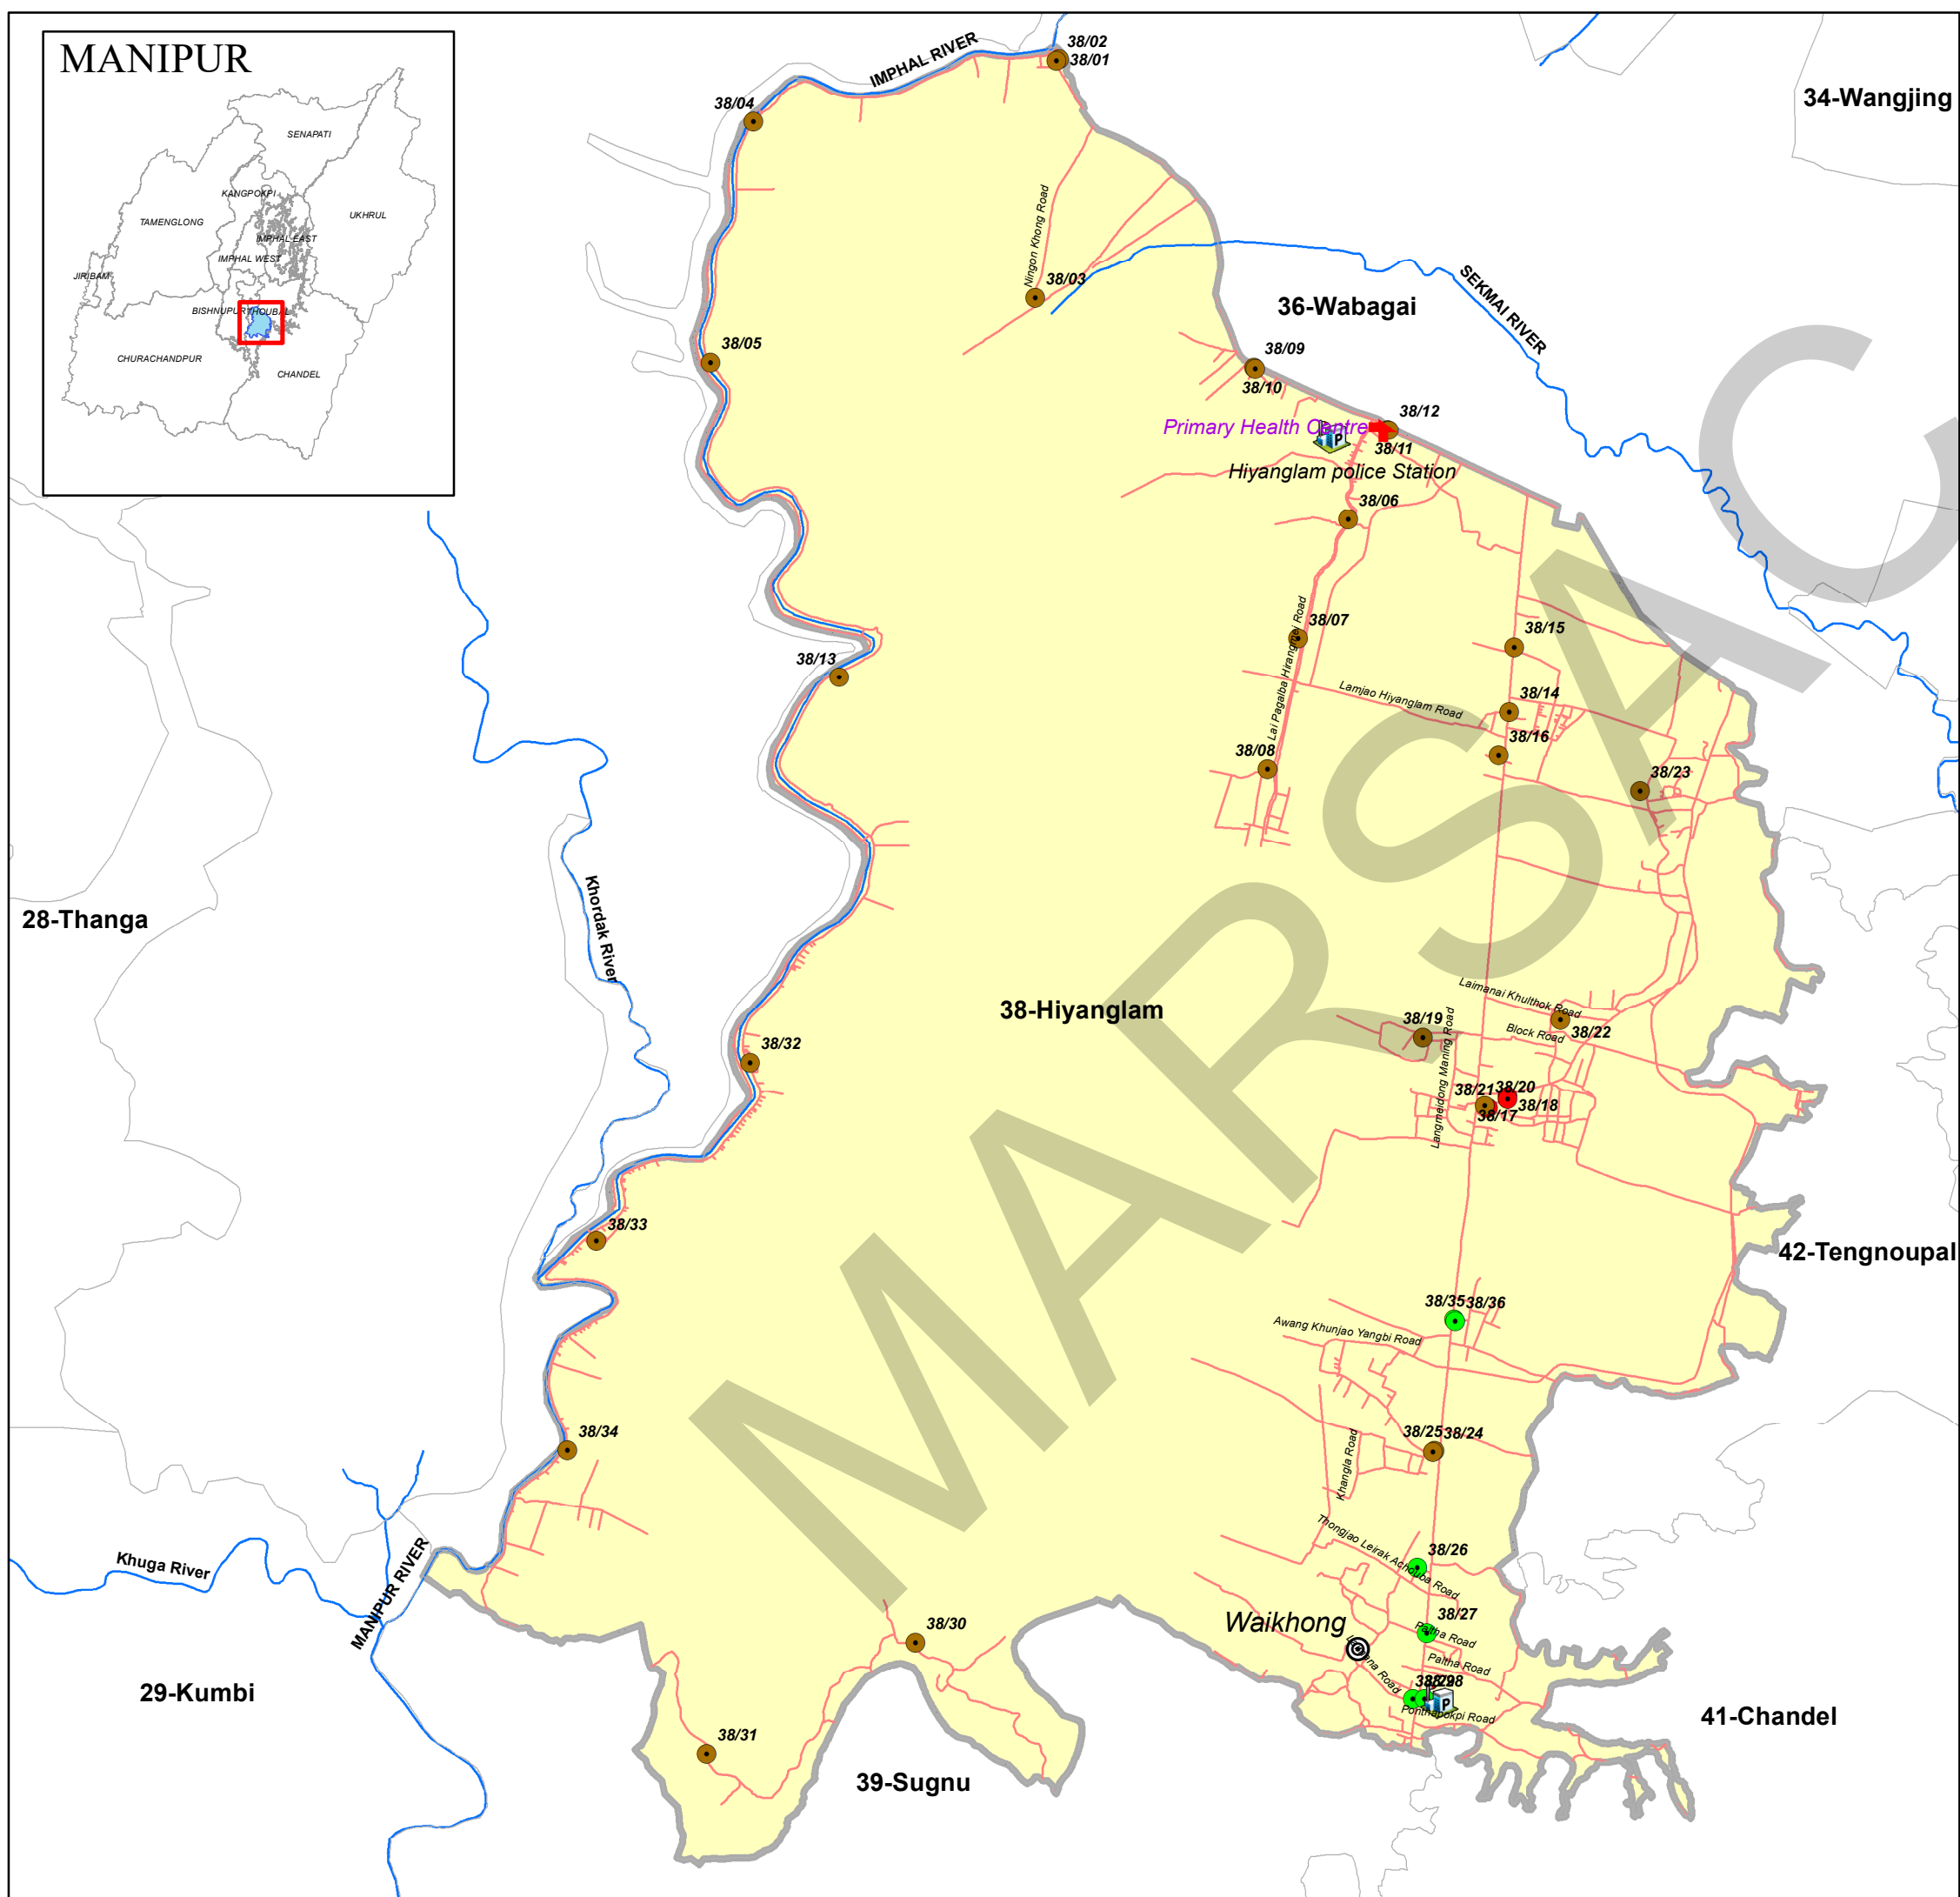 MANIPUR
SENAPATI
KANGPOKPI
TAMENGLONG
UKHRUL
IMPHAL EAST
IMPHAL WEST
JIRIBAM
BISHNUPUR
THOUBAL
CHURACHANDPUR
CHANDEL
IMPHAL RIVER
38/02
38/01
38/04
34-Wangjing
Ningon Khong Road
38/03
36-Wabagai
SEKMAI RIVER
38/05
38/09
38/10
38/12
Primary Health Centre
38/11
Hiyanglam police Station
38/06
38/07
Lai Pagalba Hirangmei Road
38/15
38/13
Lamjao Hiyanglam Road
38/14
38/16
38/08
38/23
28-Thanga
Khordak River
38-Hiyanglam
Laimanai Khulthok Road
38/19
Block Road
38/22
Langmeidong Maning Road
38/32
38/21
38/20
38/17
38/18
38/33
42-Tengnoupal
38/35
38/36
Awang Khunjao Yangbi Road
38/34
38/25
38/24
Khangla Road
Khuga River
MANIPUR RIVER
Thongjao Leirak Achouba Road
38/26
38/27
Paltha Road
Waikhong
38/30
Paltha Road
29-Kumbi
Ponthapokpi Road
41-Chandel
38/31
39-Sugnu
MARSAC